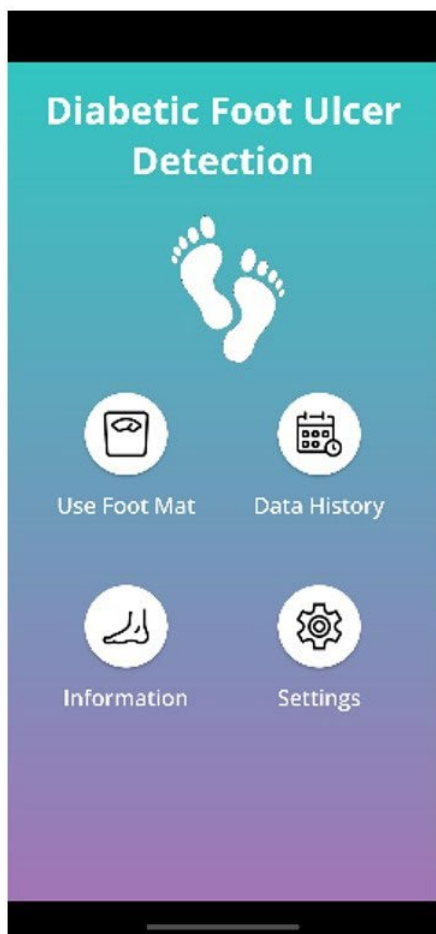 Diabetic Foot Ulcer
Detection
Use Foot Mat
Data History
Information
Settings